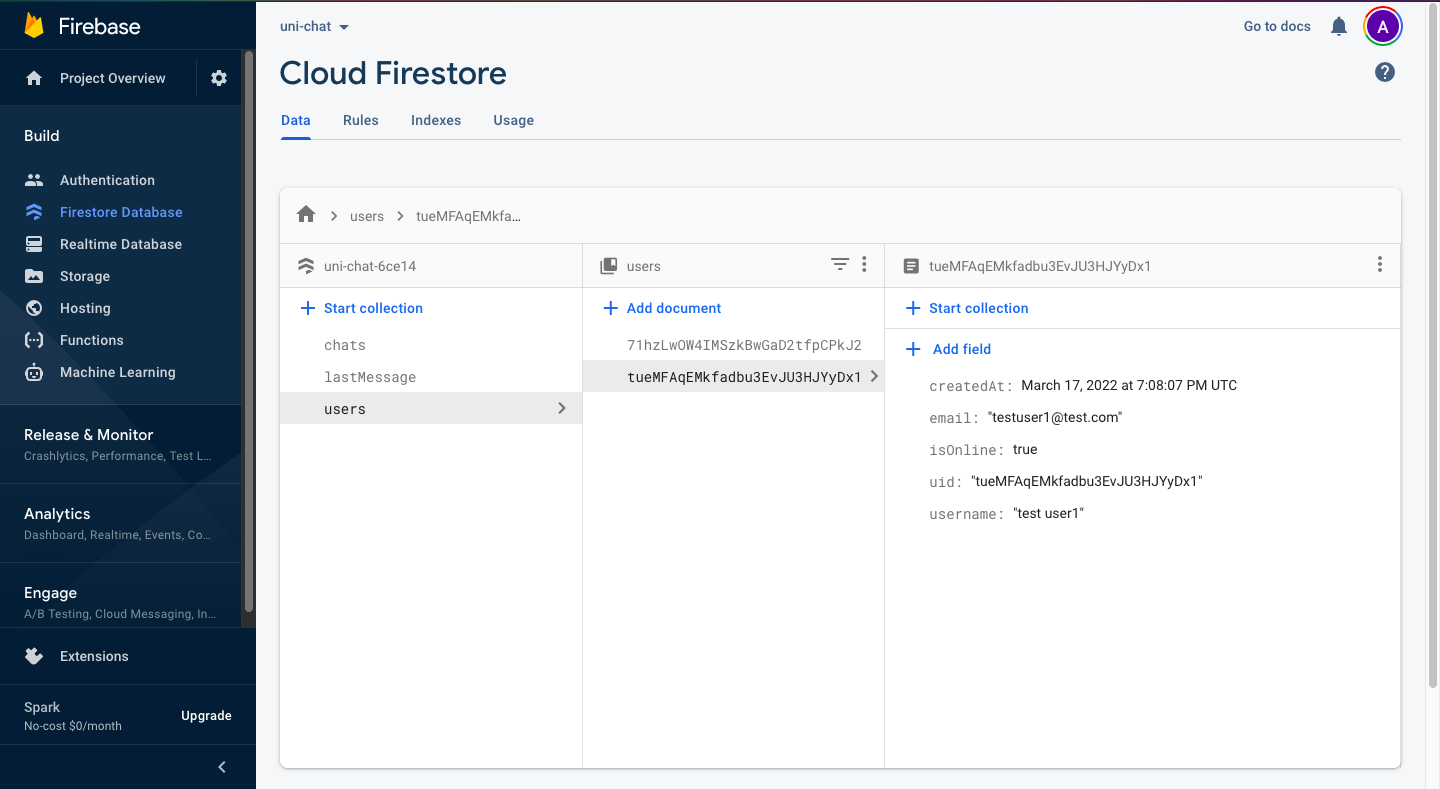 Firebase
Project Overview
Build
Authentication
Firestore Database
Realtime Database
Storage
Hosting
Functions
Machine Learning
Release & Monitor
Crashlytics, Performance, Test L...
Analytics
Dashboard, Realtime, Events, Co...
Engage
A/B Testing, Cloud Messaging, In...
Extensions
Spark
No-cost $0/month
Upgrade
uni-chat
Go to docs
A
Cloud Firestore
Data Rules Indexes Usage
users tueMFAqEMkfa...
uni-chat-6ce14
Start collection
chats
lastMessage
users
users
Add document
71hzLwOW4IMSzkBwGaD2tfpCPkJ2
tueMFAqEMkfadbu3EvJU3HJYyDx1
tueMFAqEMkfadbu3EvJU3HJYyDx1
Start collection
Add field
createdAt: March 17, 2022 at 7:08:07 PM UTC
email: "testuser1@test.com"
isOnline: true
uid: "tueMFAqEMkfadbu3EvJU3HJYyDx1"
username: "test user1"